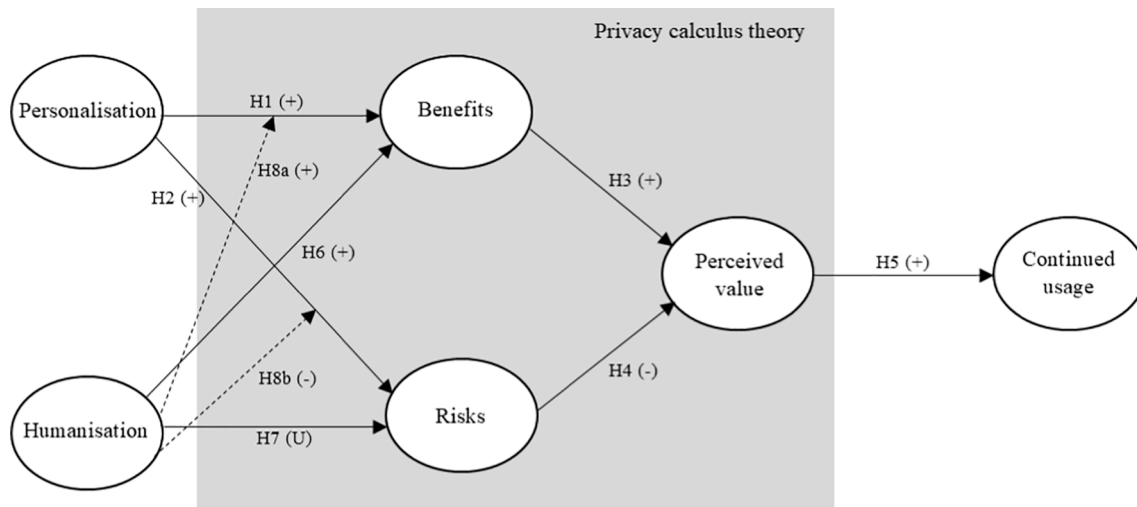 Privacy calculus theory
Personalisation
H1 (+)
Benefits
H8a (+)
H2 (+)
H3 (+)
H6 (+)
Perceived
value
H5 (+)
Continued
usage
H8b (-)
H4 (-)
Humanisation
H7 (U)
Risks